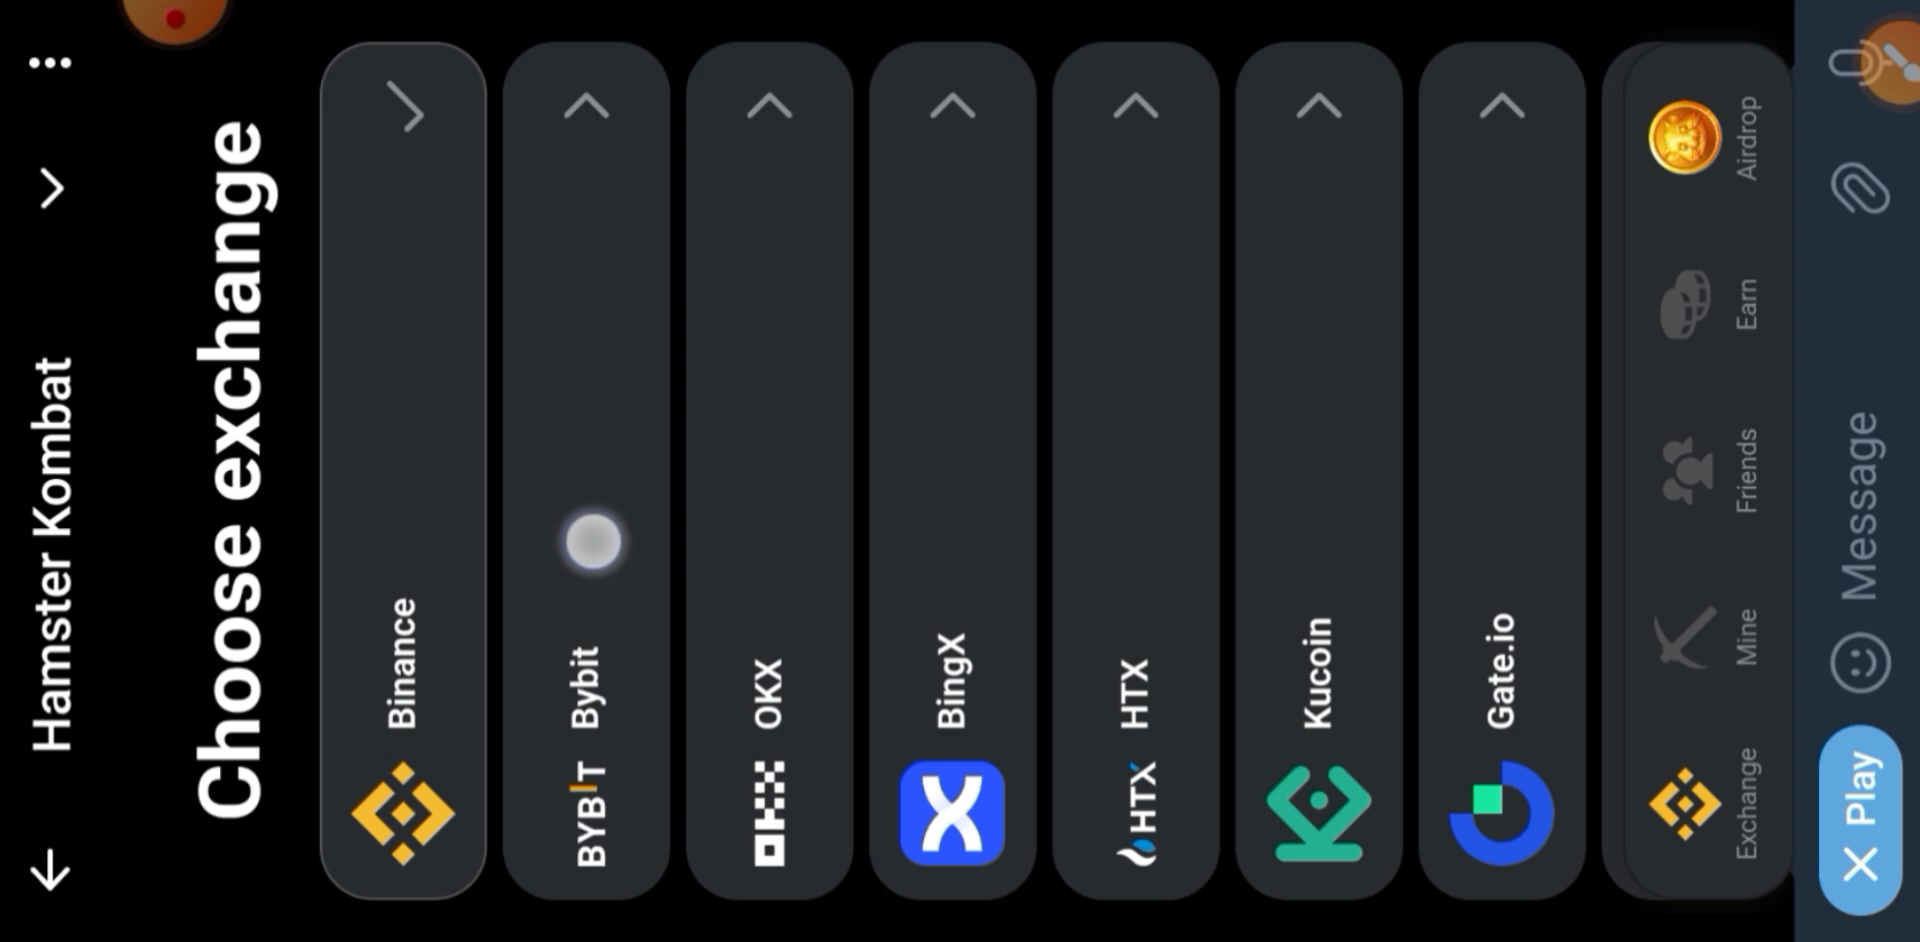 Hamster Kombat
Choose exchange
Binance
BYBIT Bybit
OKX
BingX
HTX HTX
Kucoin
Gate.io
Exchange
Mine
Friends
Earn
Airdrop
Play
Message